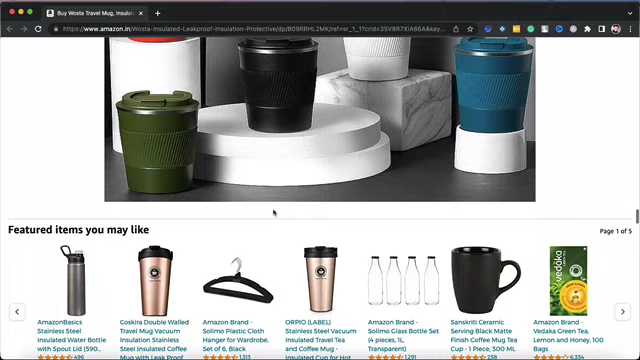 Buy Wosta Travel Mug, Insula
www.amazon.in/Wosta-Insulated-Leakproof-Insulation-Protective/dp/B09RRHL2MK/ref=sr_1_1?crid=35V8R7XIA66A&key...
Featured items you may like
Page 1 of 5
vedaka
AmazonBasics
Stainless Steel
Insulated Water Bottle
with Spout Lid (590...
496
Coskira Double Walled
Travel Mug Vacuum
Insulation Stainless
Steel Insulated Coffee
Mug with Leak Proof
Amazon Brand -
Solimo Plastic Cloth
Hanger for Wardrobe,
Set of 6, Black
1,313
ORPIO (LABEL)
Stainless Steel Vacuum
Insulated Travel Tea
and Coffee Mug -
Insulated Cup for Hot
Amazon Brand -
Solimo Glass Bottle Set
(4 pieces, 1L,
Transparent)
1,291
Sanskriti Ceramic
Serving Black Matte
Finish Coffee Mug Tea
Cup - 1 Piece, 300 ML
258
Amazon Brand -
Vedaka Green Tea,
Lemon and Honey, 100
Bags
6,354